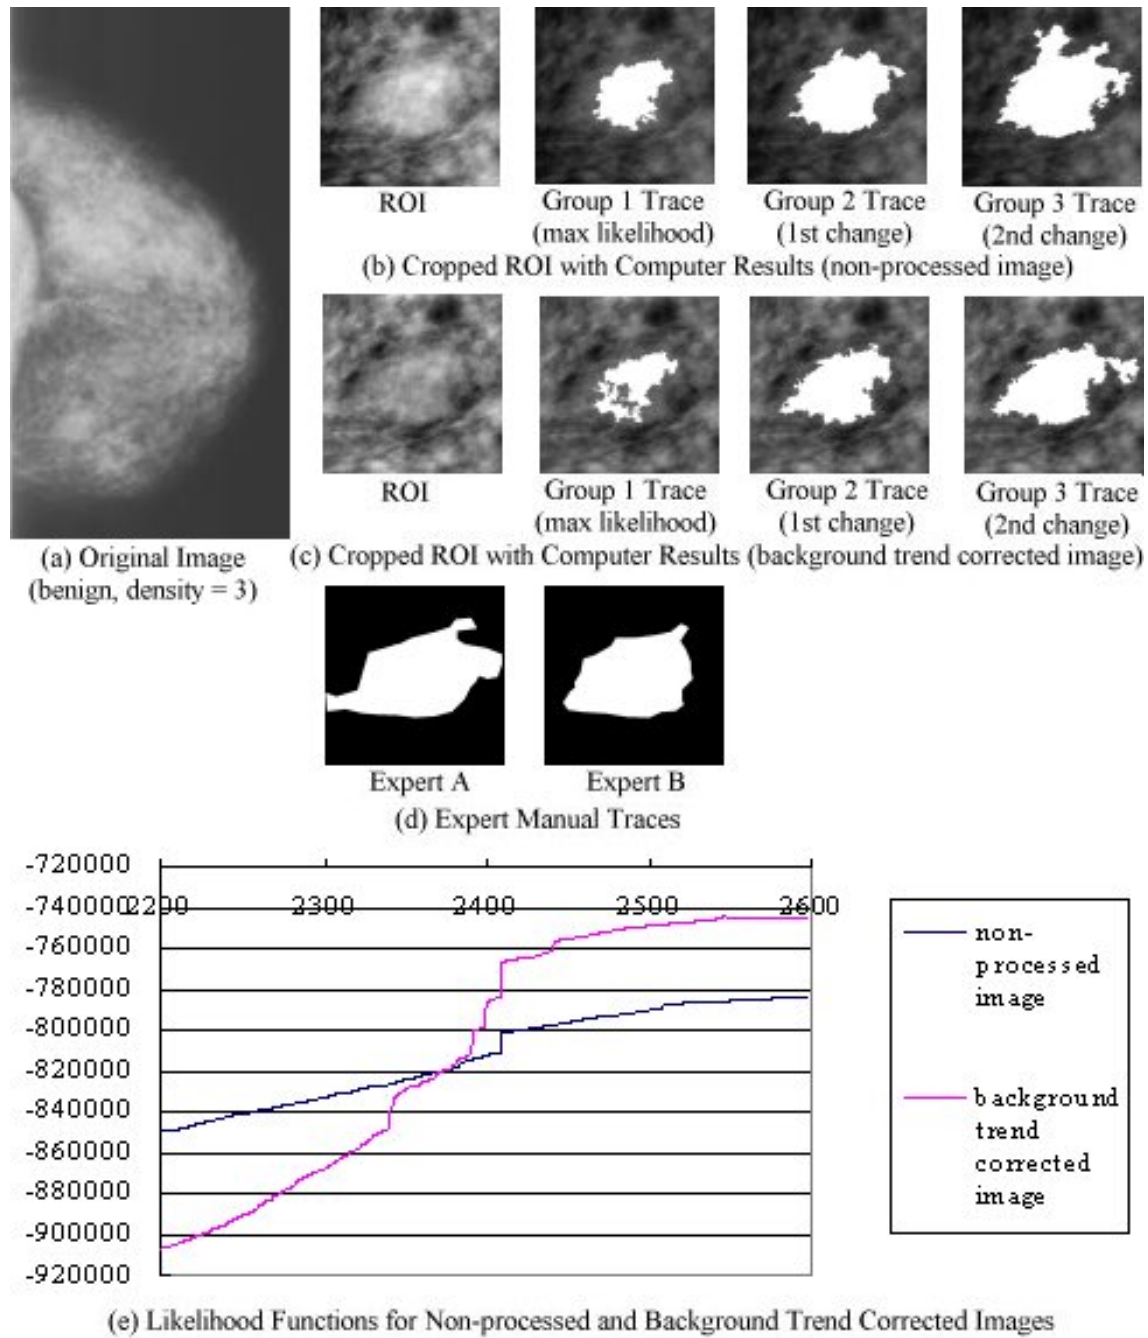 ROI
Group 1 Trace
(max likelihood)
Group 2 Trace
(1st change)
Group 3 Trace
(2nd change)
(b) Cropped ROI with Computer Results (non-processed image)
ROI
Group 1 Trace
(max likelihood)
Group 2 Trace
(1st change)
Group 3 Trace
(2nd change)
(a) Original Image
(benign, density = 3)
(c) Cropped ROI with Computer Results (background trend corrected image)
Expert A
Expert B
(d) Expert Manual Traces
-720000
-740000
-760000
-780000
-800000
-820000
-840000
-860000
-880000
-900000
-920000
2200
2300
2400
2500
2600
non-
processed
image
background
trend
corrected
image
(e) Likelihood Functions for Non-processed and Background Trend Corrected Images